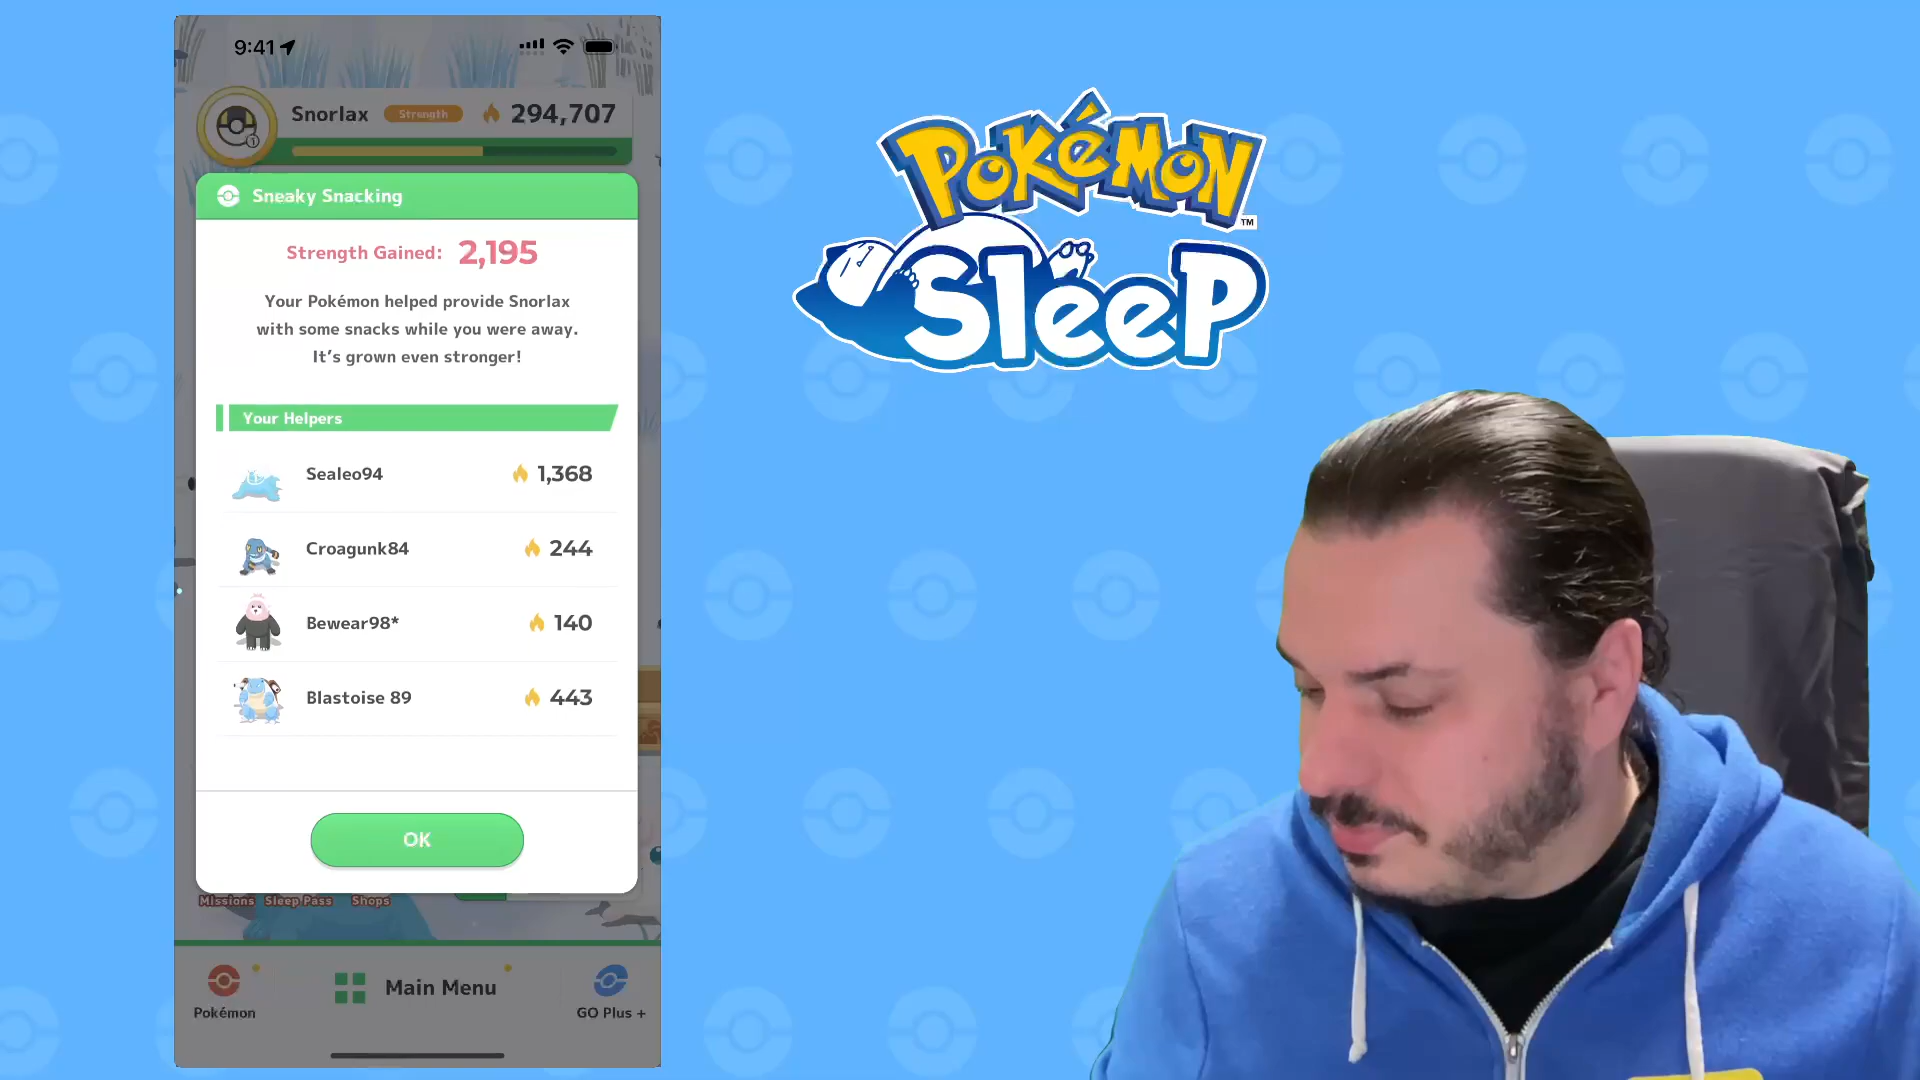 9:41
Snorlax Strength 294,707
1
Sneaky Snacking
Strength Gained: 2,195
Your Pokémon helped provide Snorlax
with some snacks while you were away.
It's grown even stronger!
Your Helpers
Sealeo94 1,368
Croagunk84 244
Bewear98* 140
Blastoise 89 443
OK
Missions Sleep Pass Shops
Main Menu
Pokémon
GO Plus +
POKéMON
TM
Sleep